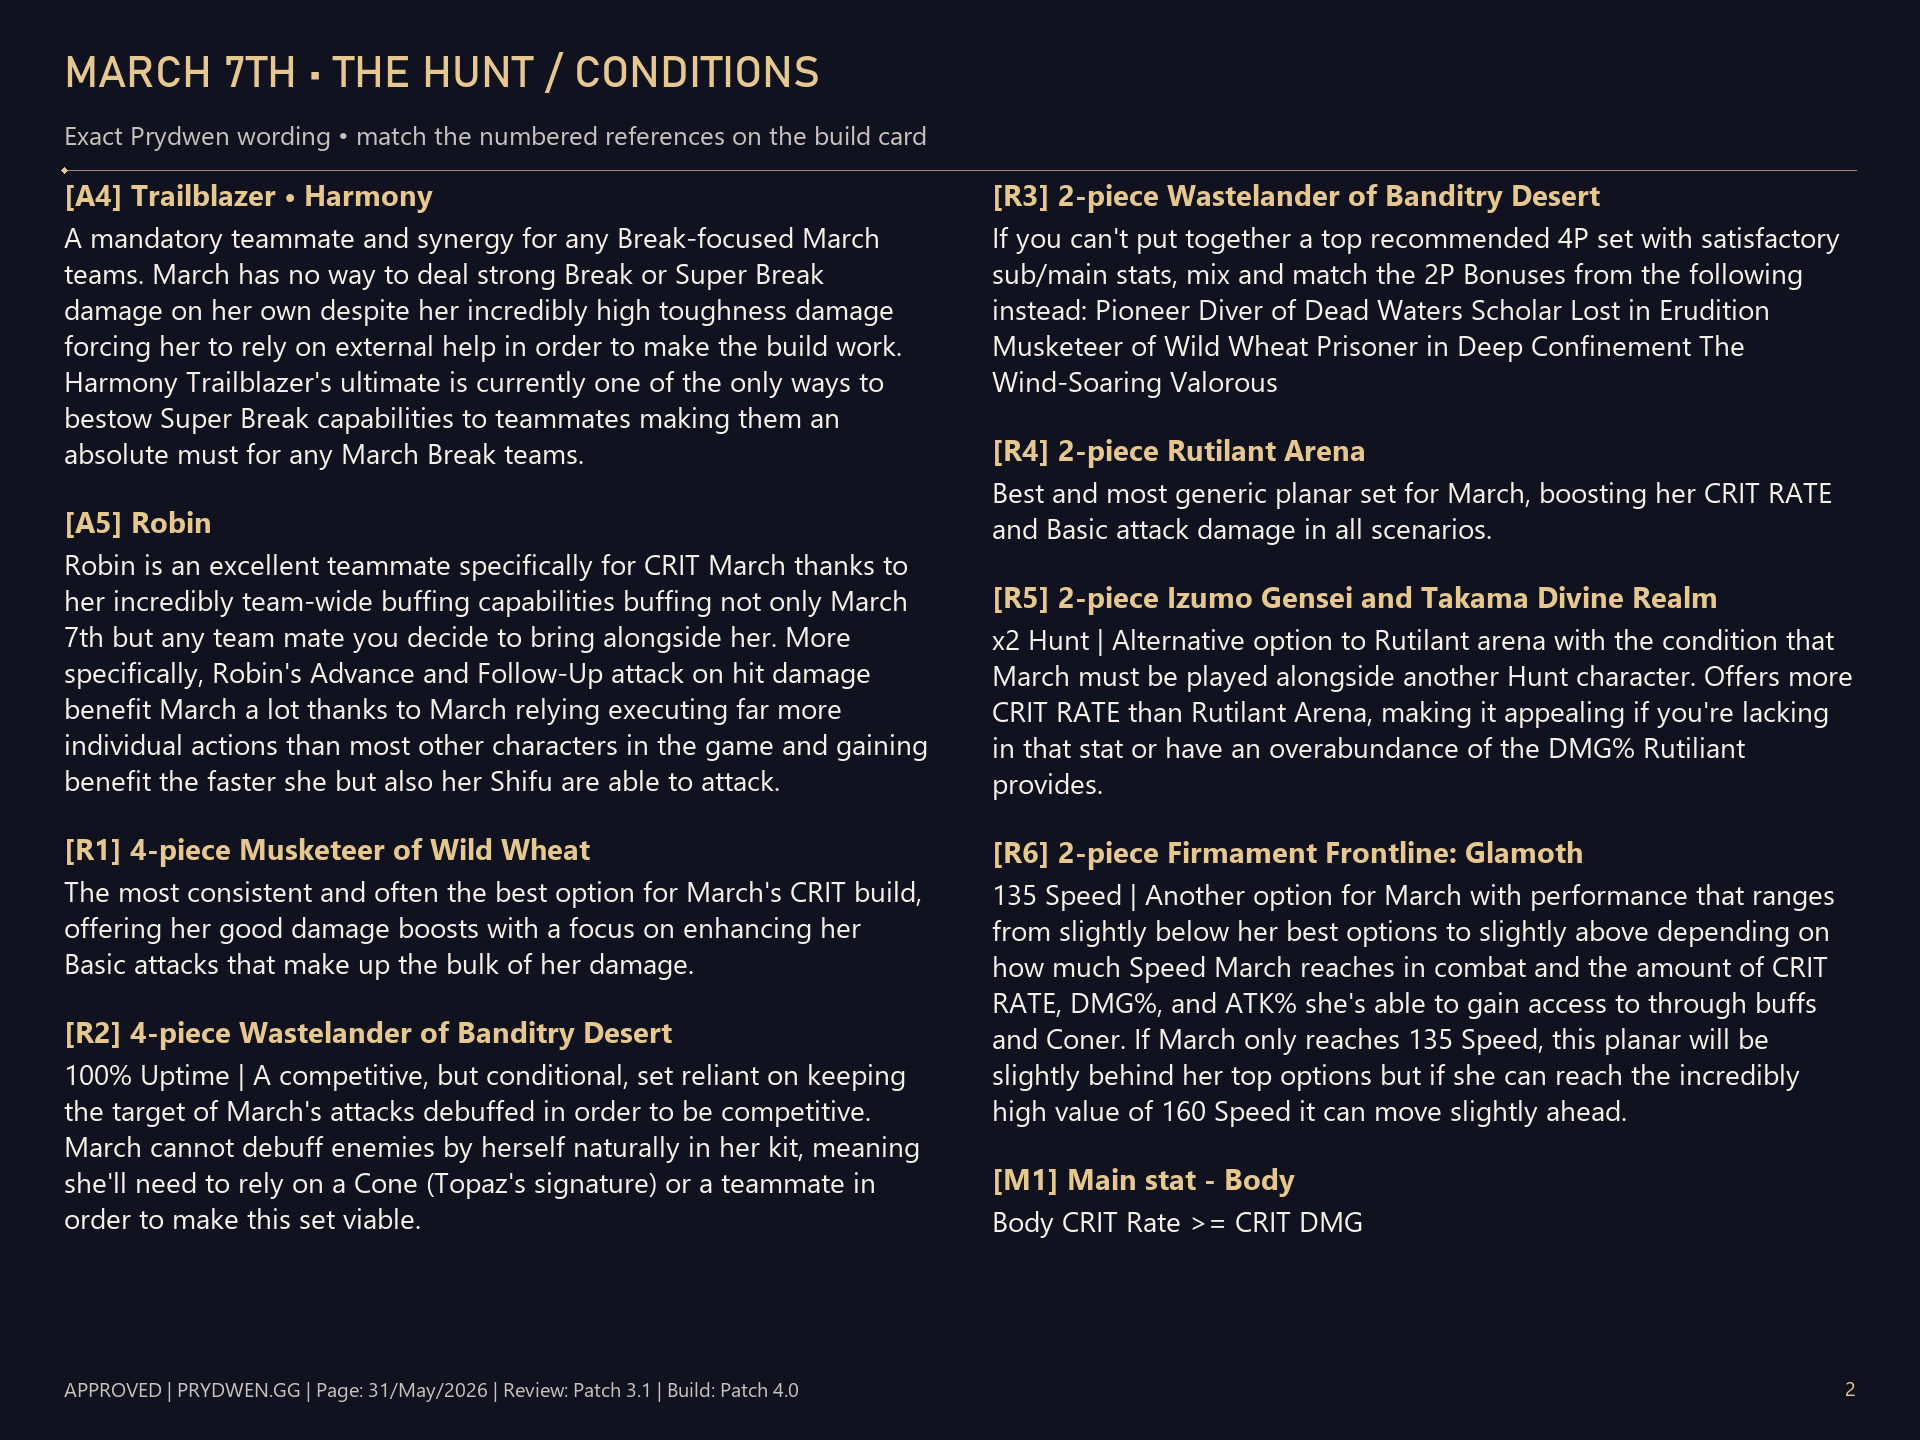 MARCH 7TH • THE HUNT / CONDITIONS
Exact Prydwen wording • match the numbered references on the build card
[A4] Trailblazer • Harmony
A mandatory teammate and synergy for any Break-focused March
teams. March has no way to deal strong Break or Super Break
damage on her own despite her incredibly high toughness damage
forcing her to rely on external help in order to make the build work.
Harmony Trailblazer's ultimate is currently one of the only ways to
bestow Super Break capabilities to teammates making them an
absolute must for any March Break teams.
[A5] Robin
Robin is an excellent teammate specifically for CRIT March thanks to
her incredibly team-wide buffing capabilities buffing not only March
7th but any team mate you decide to bring alongside her. More
specifically, Robin's Advance and Follow-Up attack on hit damage
benefit March a lot thanks to March relying executing far more
individual actions than most other characters in the game and gaining
benefit the faster she but also her Shifu are able to attack.
[R1] 4-piece Musketeer of Wild Wheat
The most consistent and often the best option for March's CRIT build,
offering her good damage boosts with a focus on enhancing her
Basic attacks that make up the bulk of her damage.
[R2] 4-piece Wastelander of Banditry Desert
100% Uptime | A competitive, but conditional, set reliant on keeping
the target of March's attacks debuffed in order to be competitive.
March cannot debuff enemies by herself naturally in her kit, meaning
she'll need to rely on a Cone (Topaz's signature) or a teammate in
order to make this set viable.
[R3] 2-piece Wastelander of Banditry Desert
If you can't put together a top recommended 4P set with satisfactory
sub/main stats, mix and match the 2P Bonuses from the following
instead: Pioneer Diver of Dead Waters Scholar Lost in Erudition
Musketeer of Wild Wheat Prisoner in Deep Confinement The
Wind-Soaring Valorous
[R4] 2-piece Rutilant Arena
Best and most generic planar set for March, boosting her CRIT RATE
and Basic attack damage in all scenarios.
[R5] 2-piece Izumo Gensei and Takama Divine Realm
x2 Hunt | Alternative option to Rutilant arena with the condition that
March must be played alongside another Hunt character. Offers more
CRIT RATE than Rutilant Arena, making it appealing if you're lacking
in that stat or have an overabundance of the DMG% Rutiliant
provides.
[R6] 2-piece Firmament Frontline: Glamoth
135 Speed | Another option for March with performance that ranges
from slightly below her best options to slightly above depending on
how much Speed March reaches in combat and the amount of CRIT
RATE, DMG%, and ATK% she's able to gain access to through buffs
and Coner. If March only reaches 135 Speed, this planar will be
slightly behind her top options but if she can reach the incredibly
high value of 160 Speed it can move slightly ahead.
[M1] Main stat - Body
Body CRIT Rate >= CRIT DMG
APPROVED | PRYDWEN.GG | Page: 31/May/2026 | Review: Patch 3.1 | Build: Patch 4.0
2